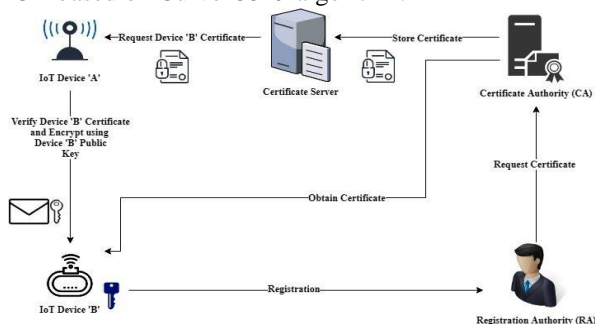 Request Device 'B' Certificate
Store Certificate
IoT Device 'A'
Certificate Server
Certificate Authority (CA)
Verify Device 'B' Certificate
and Encrypt using
Device 'B' Public
Key
Request Certificate
Obtain Certificate
Registration
IoT Device 'B'
Registration Authority (RA)